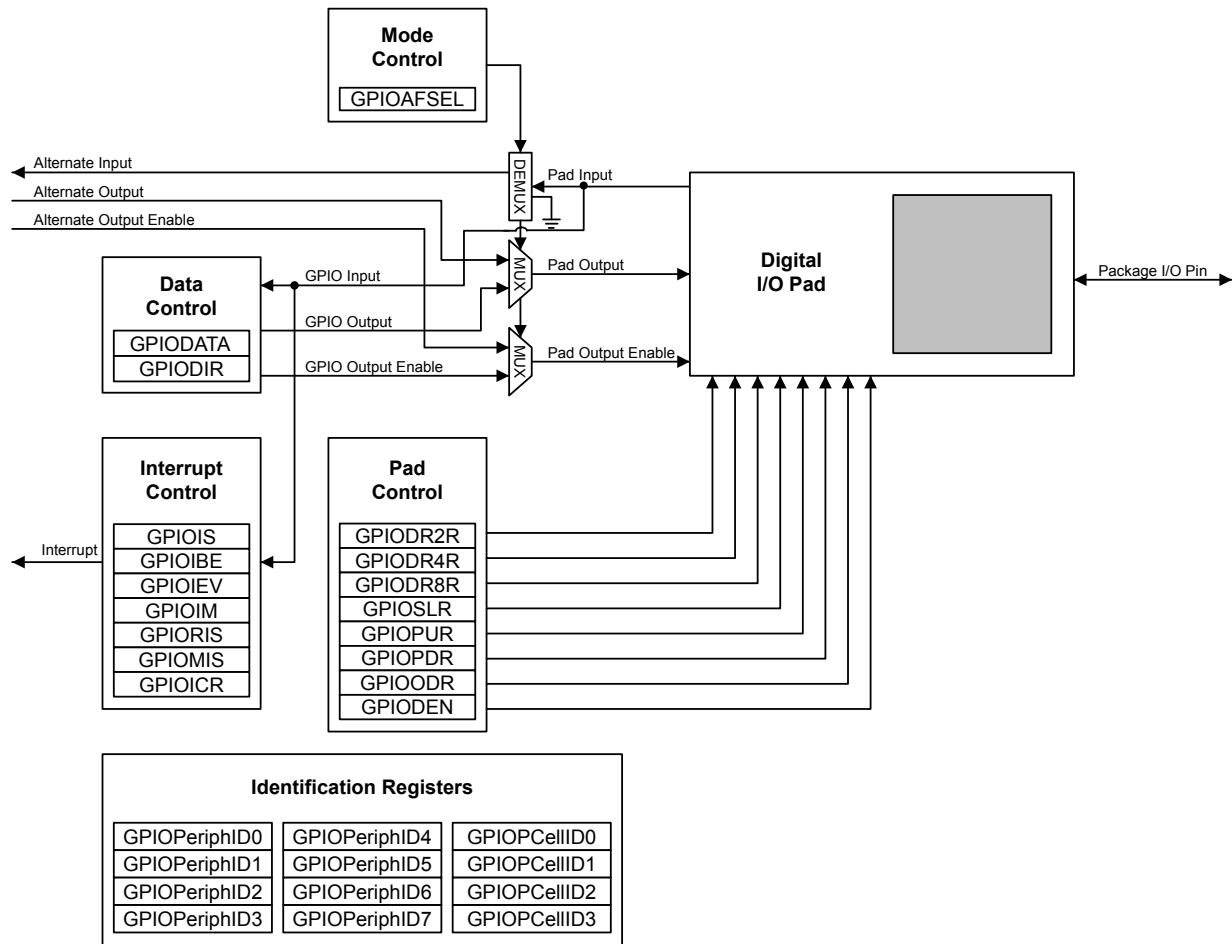 Mode
Control
GPIOAFSEL
Alternate Input
Alternate Output
Alternate Output Enable
DEMUX
Pad Input
MUX
Pad Output
MUX
Pad Output Enable
Digital
I/O Pad
Package I/O Pin
Data
Control
GPIODATA
GPIODIR
GPIO Input
GPIO Output
GPIO Output Enable
Interrupt
Control
GPIOIS
GPIOIBE
GPIOIEV
GPIOIM
GPIORIS
GPIOMIS
GPIOICR
Interrupt
Pad
Control
GPIODR2R
GPIODR4R
GPIODR8R
GPIOSLR
GPIOPUR
GPIOPDR
GPIOODR
GPIODEN
Identification Registers
GPIOPeriphID0
GPIOPeriphID1
GPIOPeriphID2
GPIOPeriphID3
GPIOPeriphID4
GPIOPeriphID5
GPIOPeriphID6
GPIOPeriphID7
GPIOPCellID0
GPIOPCellID1
GPIOPCellID2
GPIOPCellID3